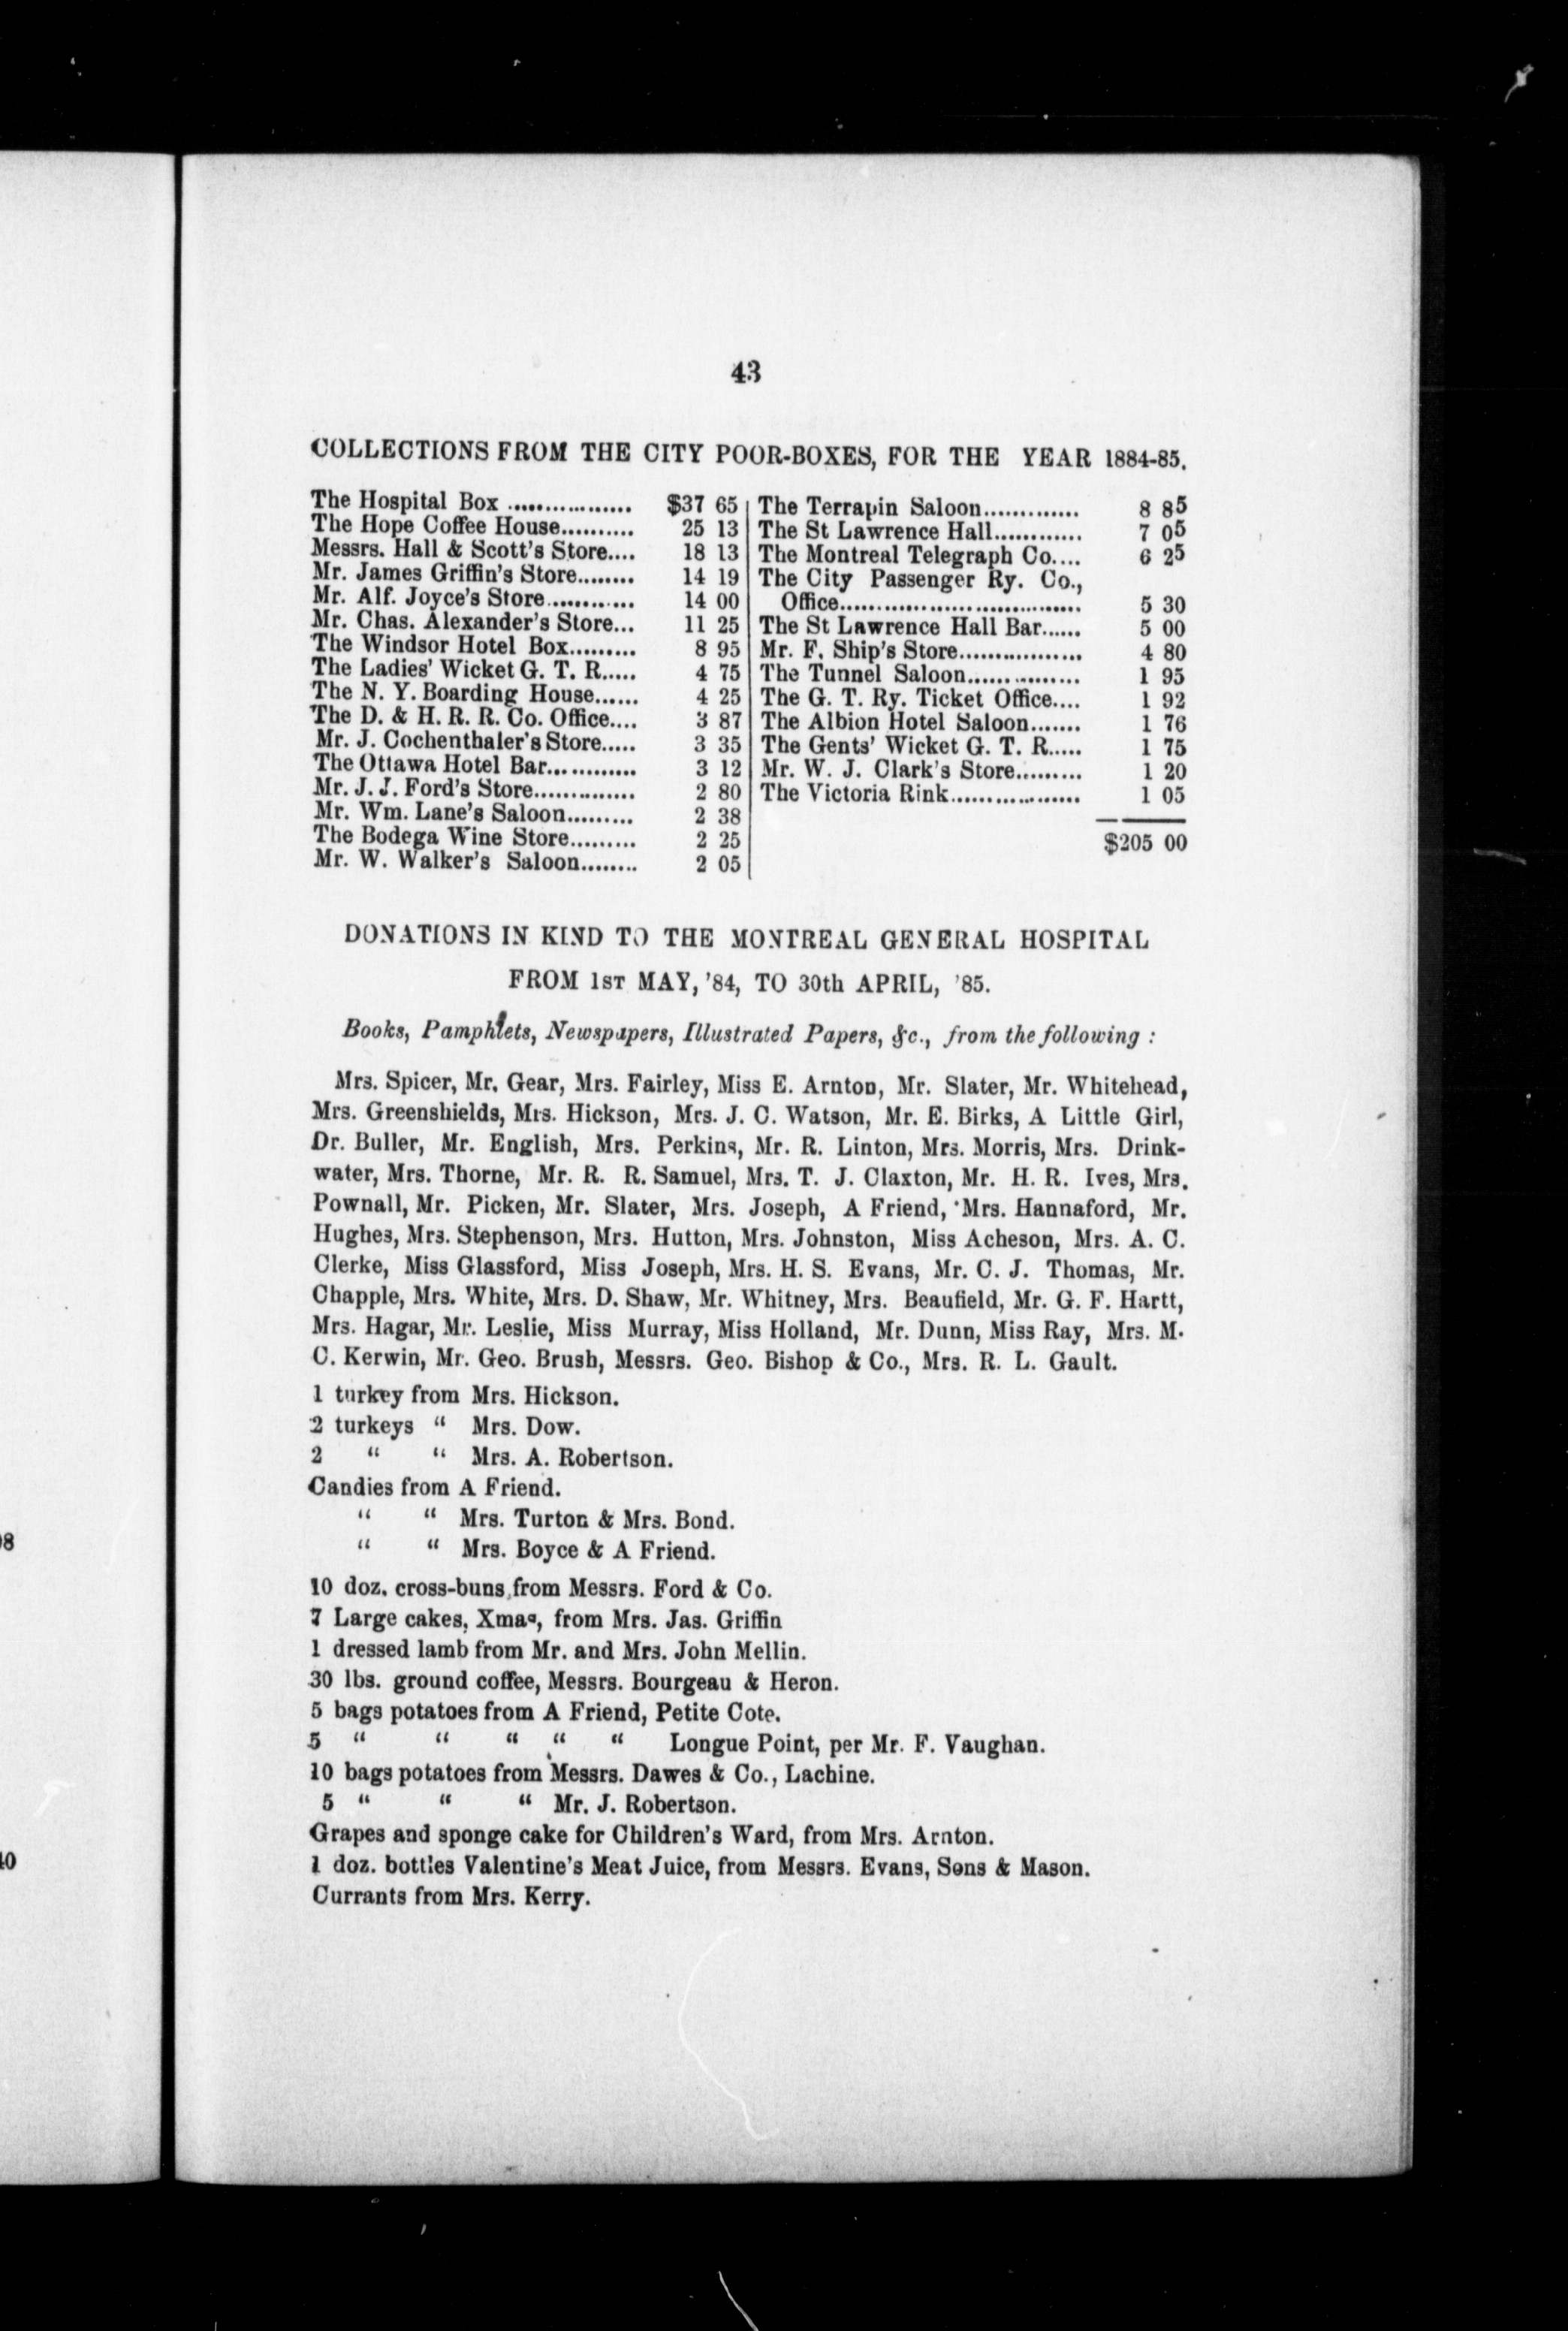 43
COLLECTIONS FROM THE CITY POOR-BOXES, FOR THE YEAR 1884-85.
The Hospital Box ................. $37 65
The Hope Coffee House.......... 25 13
Messrs. Hall & Scott's Store.... 18 13
Mr. James Griffin's Store........ 14 19
Mr. Alf. Joyce's Store............ 14 00
Mr. Chas. Alexander's Store... 11 25
The Windsor Hotel Box......... 8 95
The Ladies' Wicket G. T. R..... 4 75
The N. Y. Boarding House...... 4 25
The D. & H. R. R. Co. Office.... 3 87
Mr. J. Cochenthaler's Store..... 3 35
The Ottawa Hotel Bar............ 3 12
Mr. J. J. Ford's Store.............. 2 80
Mr. Wm. Lane's Saloon......... 2 38
The Bodega Wine Store......... 2 25
Mr. W. Walker's Saloon........ 2 05
The Terrapin Saloon............. 8 85
The St Lawrence Hall............ 7 05
The Montreal Telegraph Co.... 6 25
The City Passenger Ry. Co.,
Office................................. 5 30
The St Lawrence Hall Bar...... 5 00
Mr. F. Ship's Store................. 4 80
The Tunnel Saloon............... 1 95
The G. T. Ry. Ticket Office.... 1 92
The Albion Hotel Saloon....... 1 76
The Gents' Wicket G. T. R..... 1 75
Mr. W. J. Clark's Store......... 1 20
The Victoria Rink.................. 1 05
$205 00
DONATIONS IN KIND TO THE MONTREAL GENERAL HOSPITAL
FROM 1ST MAY, '84, TO 30th APRIL, '85.
Books, Pamphlets, Newspapers, Illustrated Papers, &c., from the following :
Mrs. Spicer, Mr. Gear, Mrs. Fairley, Miss E. Arnton, Mr. Slater, Mr. Whitehead,
Mrs. Greenshields, Mrs. Hickson, Mrs. J. C. Watson, Mr. E. Birks, A Little Girl,
Dr. Buller, Mr. English, Mrs. Perkins, Mr. R. Linton, Mrs. Morris, Mrs. Drink-
water, Mrs. Thorne, Mr. R. R. Samuel, Mrs. T. J. Claxton, Mr. H. R. Ives, Mrs.
Pownall, Mr. Picken, Mr. Slater, Mrs. Joseph, A Friend, Mrs. Hannaford, Mr.
Hughes, Mrs. Stephenson, Mrs. Hutton, Mrs. Johnston, Miss Acheson, Mrs. A. C.
Clerke, Miss Glassford, Miss Joseph, Mrs. H. S. Evans, Mr. C. J. Thomas, Mr.
Chapple, Mrs. White, Mrs. D. Shaw, Mr. Whitney, Mrs. Beaufield, Mr. G. F. Hartt,
Mrs. Hagar, Mr. Leslie, Miss Murray, Miss Holland, Mr. Dunn, Miss Ray, Mrs. M.
C. Kerwin, Mr. Geo. Brush, Messrs. Geo. Bishop & Co., Mrs. R. L. Gault.
1 turkey from Mrs. Hickson.
2 turkeys " Mrs. Dow.
2 " " Mrs. A. Robertson.
Candies from A Friend.
" " Mrs. Turton & Mrs. Bond.
" " Mrs. Boyce & A Friend.
10 doz. cross-buns from Messrs. Ford & Co.
7 Large cakes, Xmas, from Mrs. Jas. Griffin
1 dressed lamb from Mr. and Mrs. John Mellin.
30 lbs. ground coffee, Messrs. Bourgeau & Heron.
5 bags potatoes from A Friend, Petite Cote.
5 " " " " " Longue Point, per Mr. F. Vaughan.
10 bags potatoes from Messrs. Dawes & Co., Lachine.
5 " " " Mr. J. Robertson.
Grapes and sponge cake for Children's Ward, from Mrs. Arnton.
1 doz. bottles Valentine's Meat Juice, from Messrs. Evans, Sons & Mason.
Currants from Mrs. Kerry.